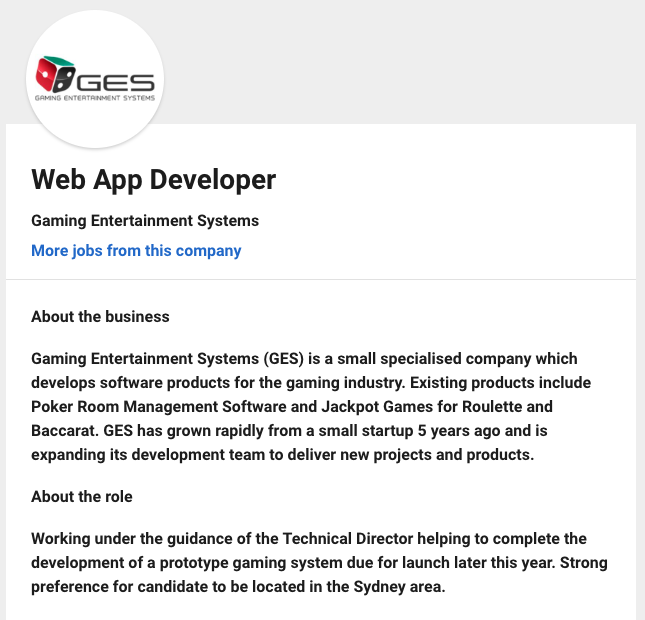 GES
GAMING ENTERTAINMENT SYSTEMS
Web App Developer
Gaming Entertainment Systems
More jobs from this company
About the business
Gaming Entertainment Systems (GES) is a small specialised company which
develops software products for the gaming industry. Existing products include
Poker Room Management Software and Jackpot Games for Roulette and
Baccarat. GES has grown rapidly from a small startup 5 years ago and is
expanding its development team to deliver new projects and products.
About the role
Working under the guidance of the Technical Director helping to complete the
development of a prototype gaming system due for launch later this year. Strong
preference for candidate to be located in the Sydney area.